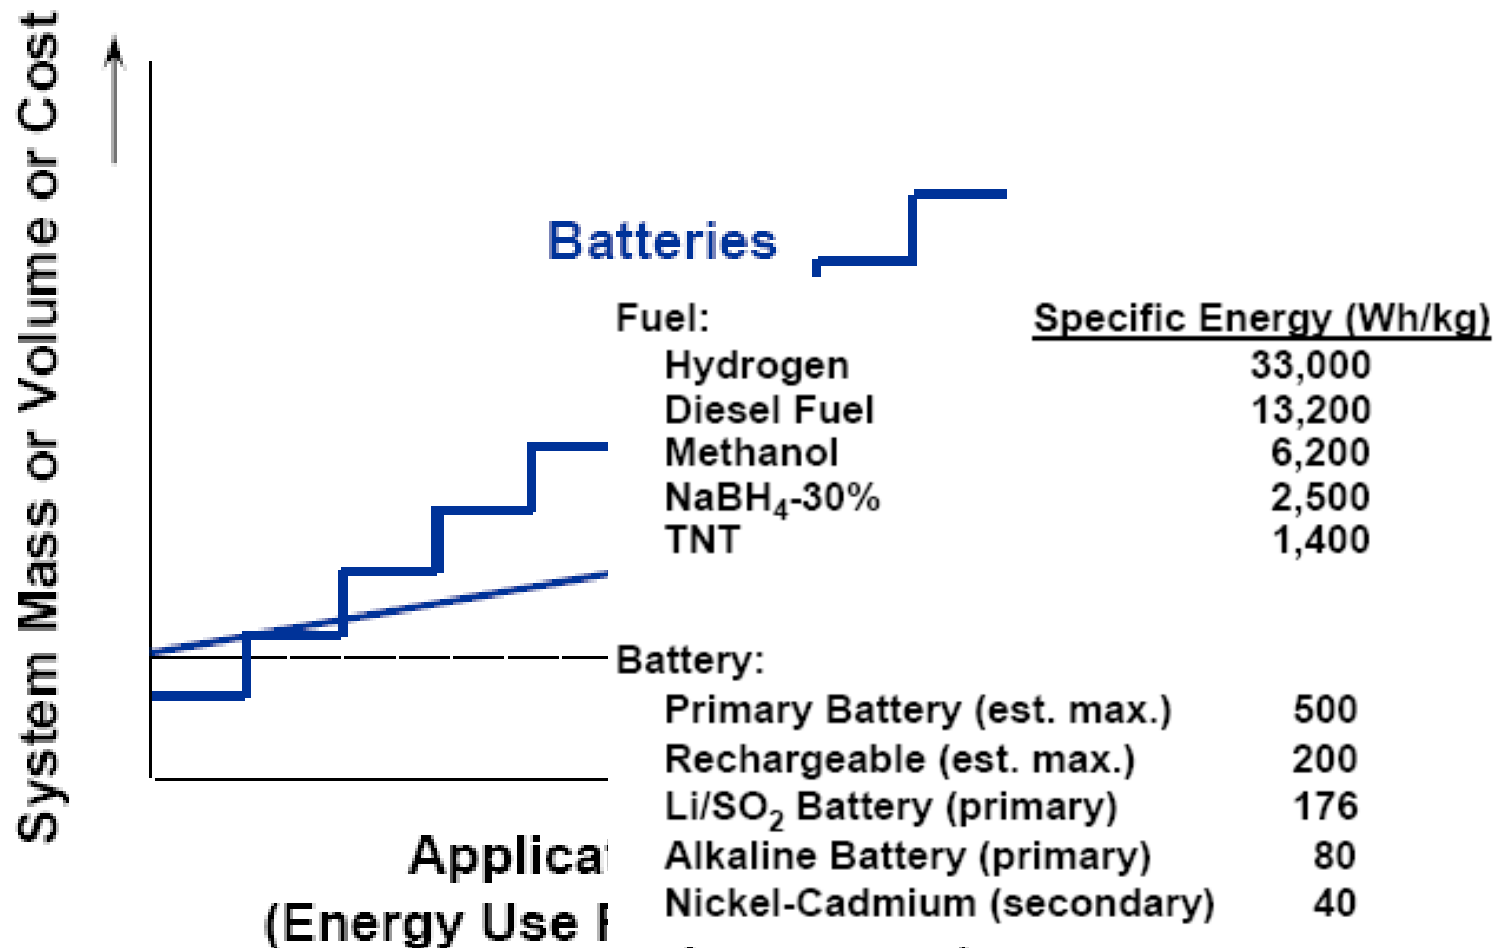 System Mass or Volume or Cost
Batteries
Fuel: Specific Energy (Wh/kg)
Hydrogen 33,000
Diesel Fuel 13,200
Methanol 6,200
NaBH4-30% 2,500
TNT 1,400
Battery:
Primary Battery (est. max.) 500
Rechargeable (est. max.) 200
Li/SO2 Battery (primary) 176
Alkaline Battery (primary) 80
Nickel-Cadmium (secondary) 40
(Energy Use